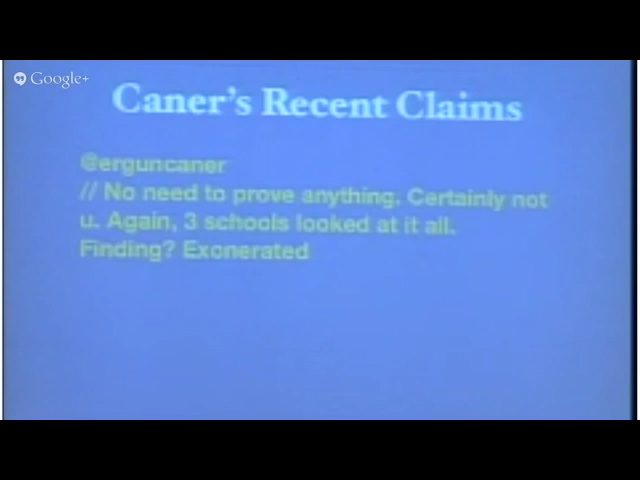 Google+
Caner's Recent Claims
@erguncaner
// No need to prove anything. Certainly not
u. Again, 3 schools looked at it all.
Finding? Exonerated